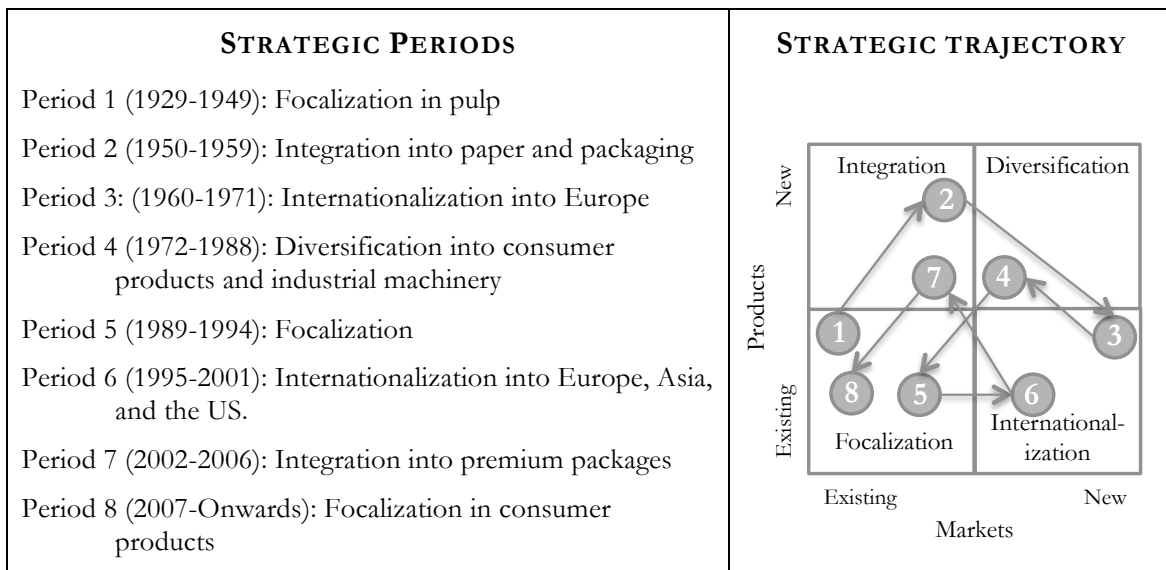 STRATEGIC PERIODS
Period 1 (1929-1949): Focalization in pulp
Period 2 (1950-1959): Integration into paper and packaging
Period 3: (1960-1971): Internationalization into Europe
Period 4 (1972-1988): Diversification into consumer
products and industrial machinery
Period 5 (1989-1994): Focalization
Period 6 (1995-2001): Internationalization into Europe, Asia,
and the US.
Period 7 (2002-2006): Integration into premium packages
Period 8 (2007-Onwards): Focalization in consumer
products
STRATEGIC TRAJECTORY
Products
New
Existing
Integration
Diversification
2
7
4
1
3
8
5
6
Focalization
International-
ization
Existing
New
Markets